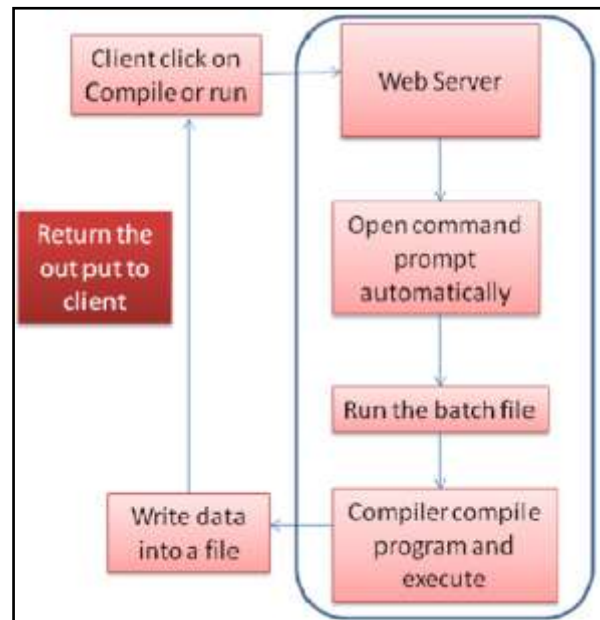 Client click on
Compile or run
Web Server
Open command
prompt
automatically
Run the batch file
Compiler compile
program and
execute
Write data
into a file
Return the
out put to
client